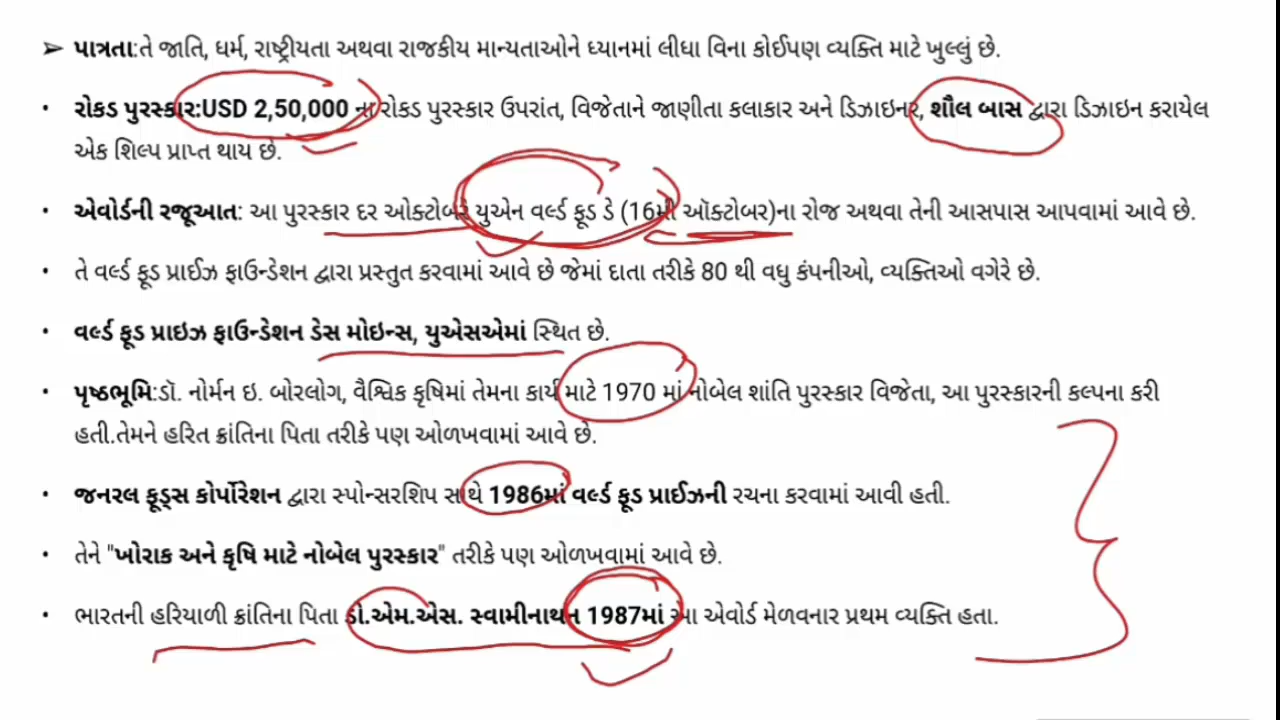 ➢ પાત્રતા:તે જાતિ, ધર્મ, રાષ્ટ્રીયતા અથવા રાજકીય માન્યતાઓને ધ્યાનમાં લીધા વિના કોઈપણ વ્યક્તિ માટે ખુલ્લું છે.
• રોકડ પુરસ્કાર:USD 2,50,000 ના રોકડ પુરસ્કાર ઉપરાંત, વિજેતાને જાણીતા કલાકાર અને ડિઝાઇનર, શૌલ બાસ દ્વારા ડિઝાઇન કરાયેલ
એક શિલ્પ પ્રાપ્ત થાય છે.
• એવોર્ડની રજૂઆત: આ પુરસ્કાર દર ઓક્ટોબરે યુએન વર્લ્ડ ફૂડ ડે (16મી ઑક્ટોબર)ના રોજ અથવા તેની આસપાસ આપવામાં આવે છે.
• તે વર્લ્ડ ફૂડ પ્રાઈઝ ફાઉન્ડેશન દ્વારા પ્રસ્તુત કરવામાં આવે છે જેમાં દાતા તરીકે 80 થી વધુ કંપનીઓ, વ્યક્તિઓ વગેરે છે.
• વર્લ્ડ ફૂડ પ્રાઇઝ ફાઉન્ડેશન ડેસ મોઇન્સ, યુએસએમાં સ્થિત છે.
• પૃષ્ઠભૂમિ:ડૉ. નોર્મન ઇ. બોરલોગ, વૈશ્વિક કૃષિમાં તેમના કાર્ય માટે 1970 માં નોબેલ શાંતિ પુરસ્કાર વિજેતા, આ પુરસ્કારની કલ્પના કરી
હતી.તેમને હરિત ક્રાંતિના પિતા તરીકે પણ ઓળખવામાં આવે છે.
• જનરલ ફૂડ્સ કોર્પોરેશન દ્વારા સ્પોન્સરશિપ સાથે 1986માં વર્લ્ડ ફૂડ પ્રાઈઝની રચના કરવામાં આવી હતી.
• તેને "ખોરાક અને કૃષિ માટે નોબેલ પુરસ્કાર" તરીકે પણ ઓળખવામાં આવે છે.
• ભારતની હરિયાળી ક્રાંતિના પિતા ડો.એમ.એસ. સ્વામીનાથન 1987માં આ એવોર્ડ મેળવનાર પ્રથમ વ્યક્તિ હતા.